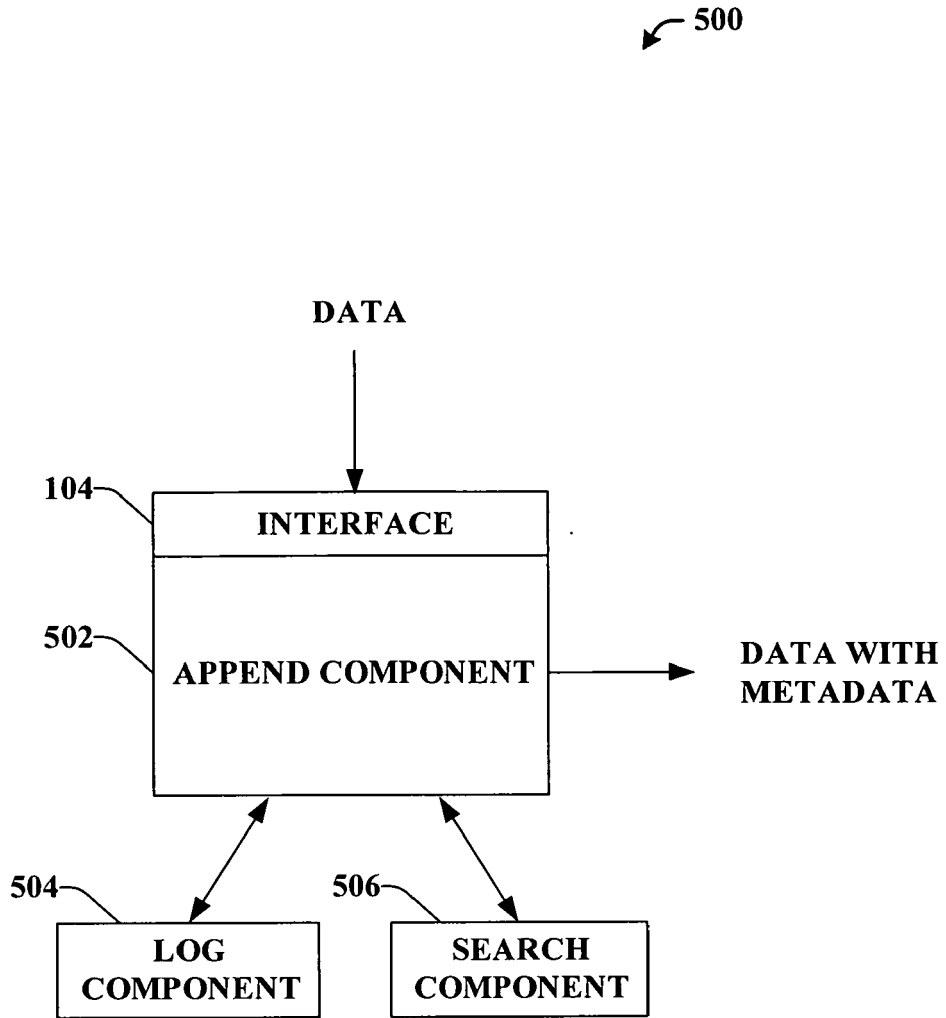 500
DATA
104
INTERFACE
502
APPEND COMPONENT
DATA WITH
METADATA
504
506
LOG
COMPONENT
SEARCH
COMPONENT